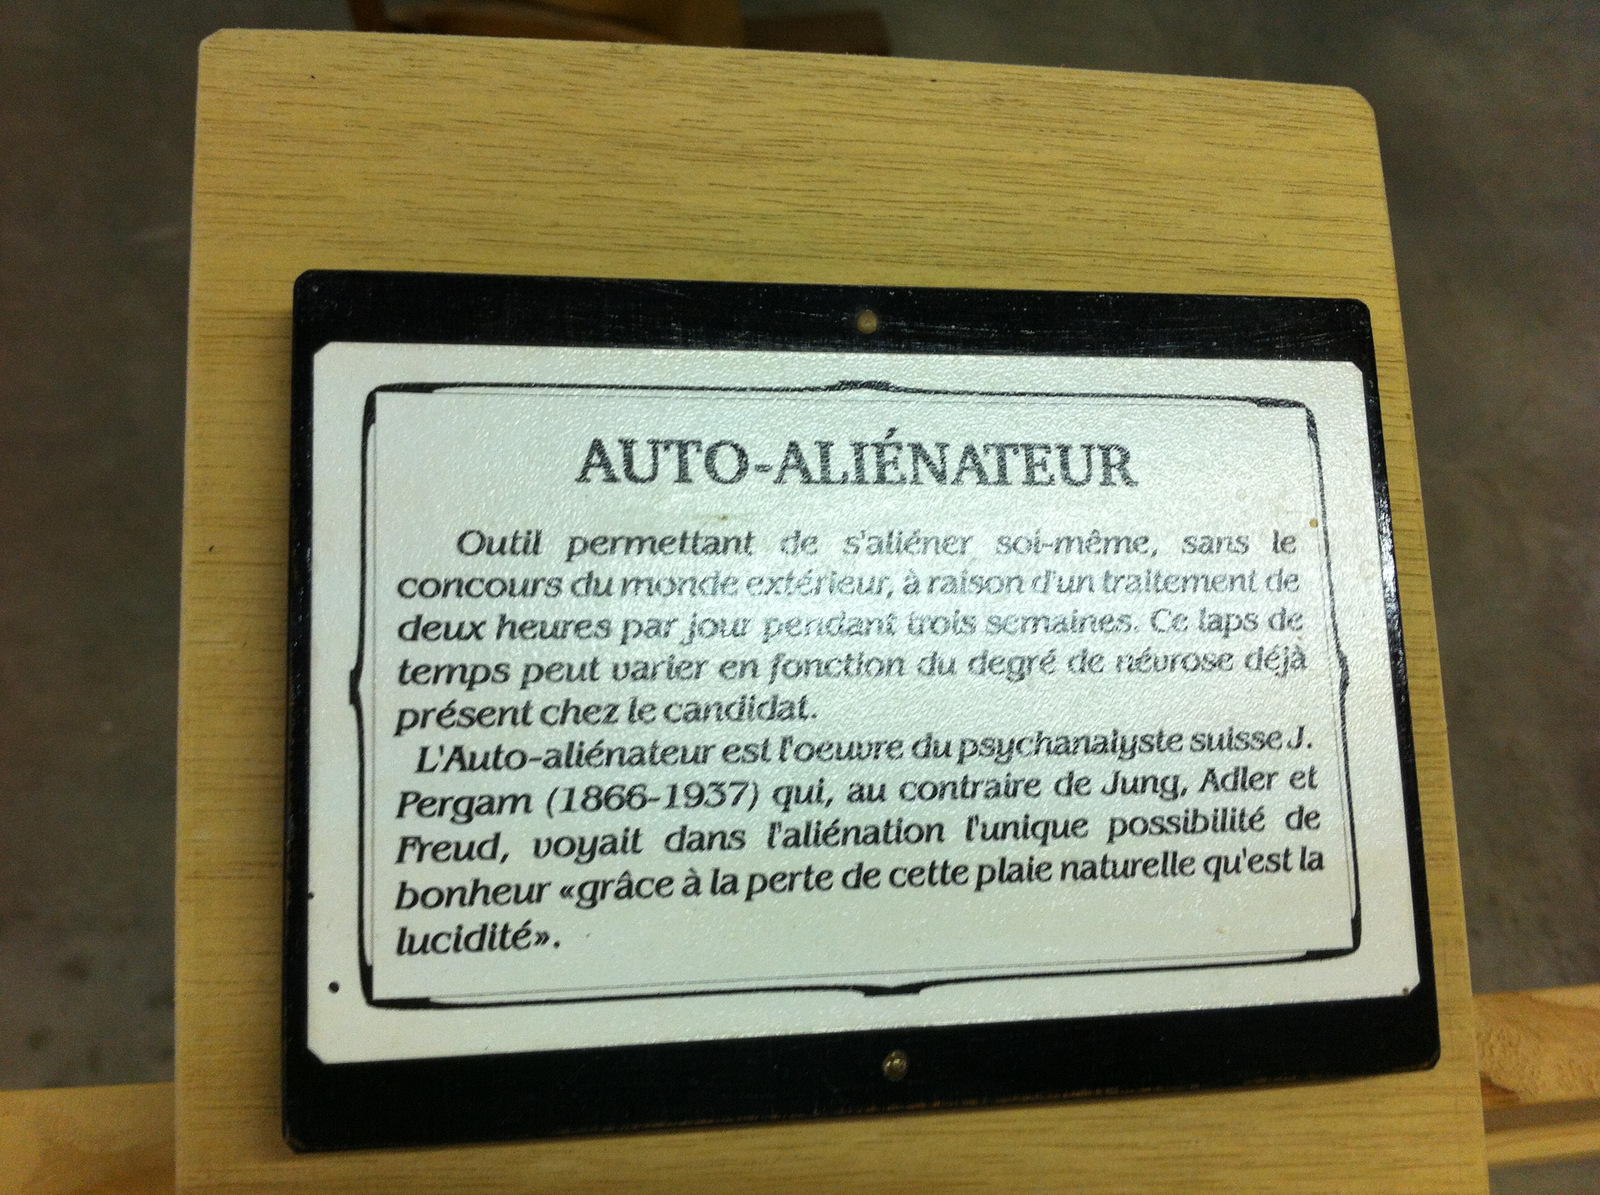 AUTO-ALIÉNATEUR
Outil permettant de s'aliéner soi-même, sans le
concours du monde extérieur, à raison d'un traitement de
deux heures par jour pendant trois semaines. Ce laps de
temps peut varier en fonction du degré de névrose déjà
présent chez le candidat.
L'Auto-aliénateur est l'oeuvre du psychanalyste suisse J.
Pergam (1866-1937) qui, au contraire de Jung, Adler et
Freud, voyait dans l'aliénation l'unique possibilité de
bonheur «grâce à la perte de cette plaie naturelle qu'est la
lucidité».